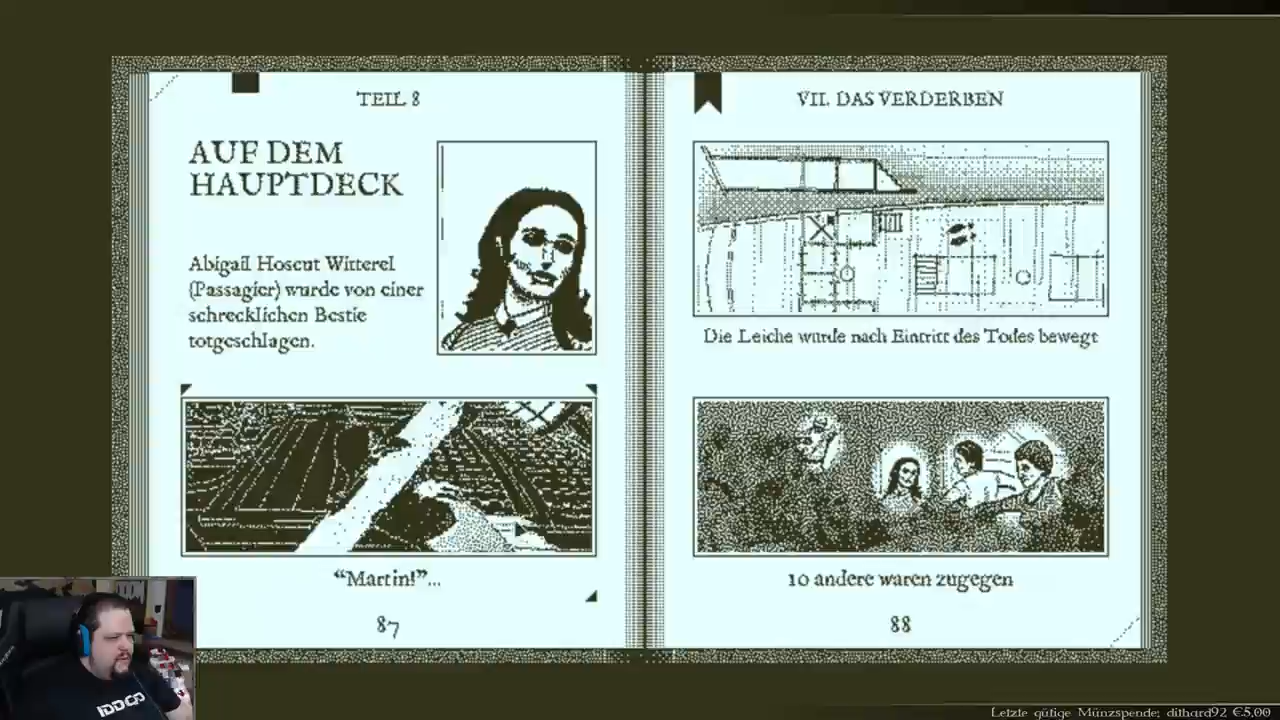 TEIL 8
AUF DEM
HAUPTDECK
Abigail Hoscut Witterel
(Passagier) wurde von einer
schrecklichen Bestie
totgeschlagen.
“Martin!”...
87
VII. DAS VERDERBEN
Die Leiche wurde nach Eintritt des Todes bewegt
10 andere waren zugegen
88
IDDQD
Letzte gütige Münzspende: dithard92 €5,00